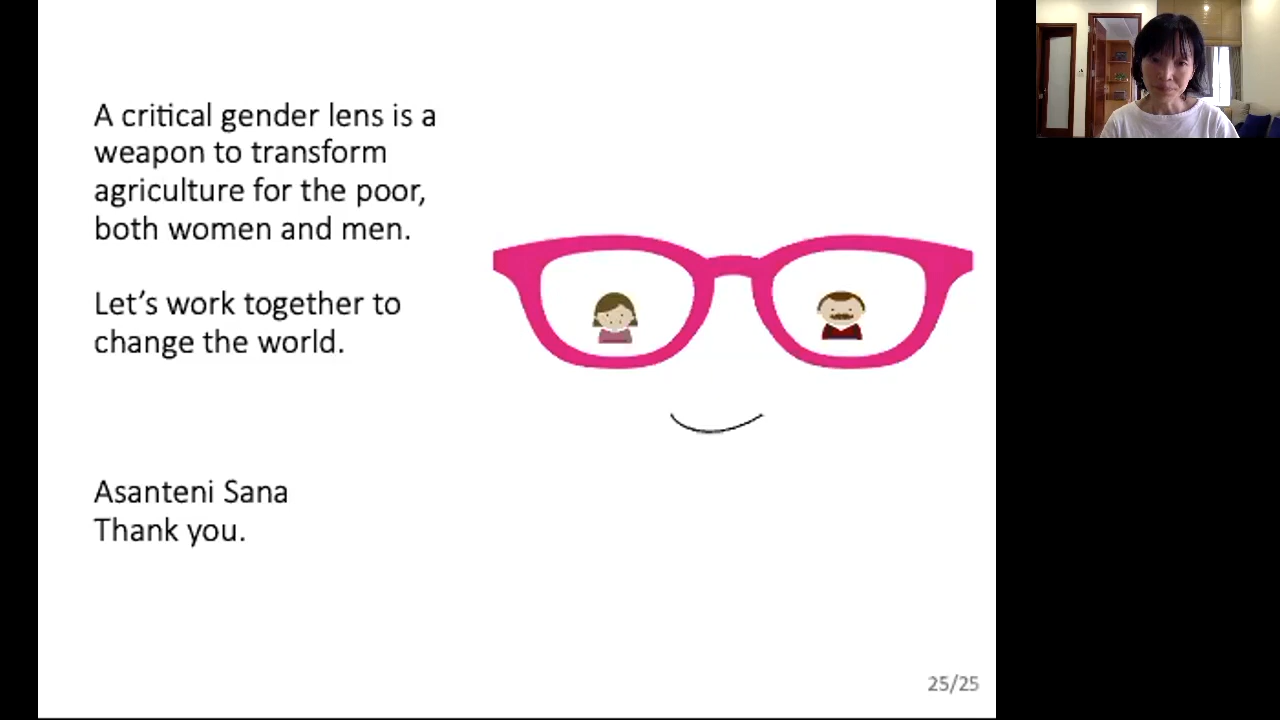 A critical gender lens is a
weapon to transform
agriculture for the poor,
both women and men.
Let’s work together to
change the world.
Asanteni Sana
Thank you.
25/25